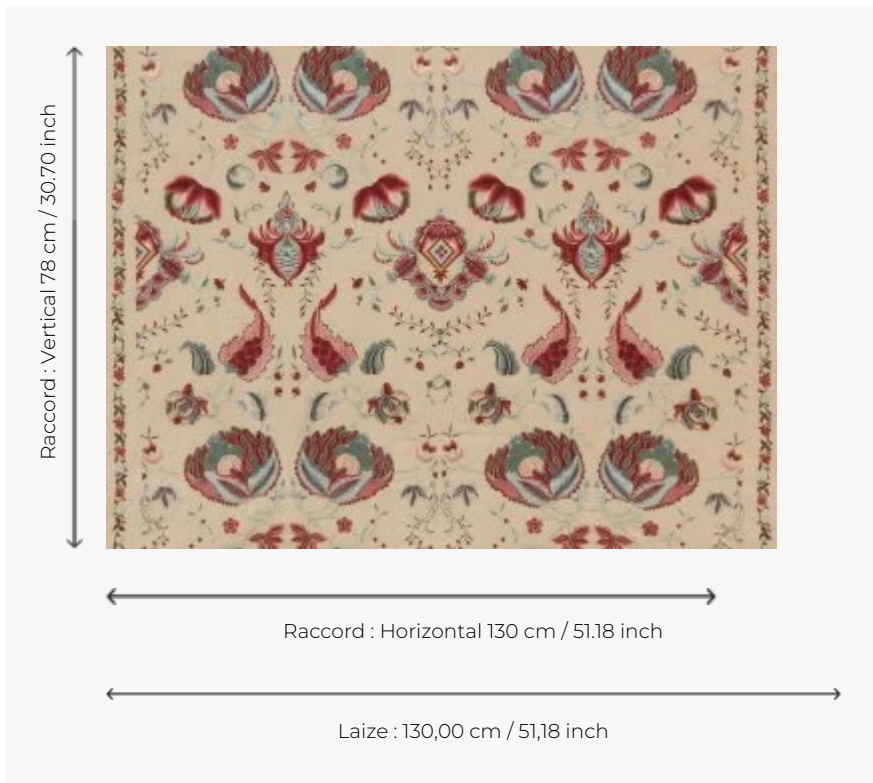 Raccord : Vertical 78 cm / 30.70 inch
Raccord : Horizontal 130 cm / 51.18 inch
Laize : 130,00 cm / 51,18 inch